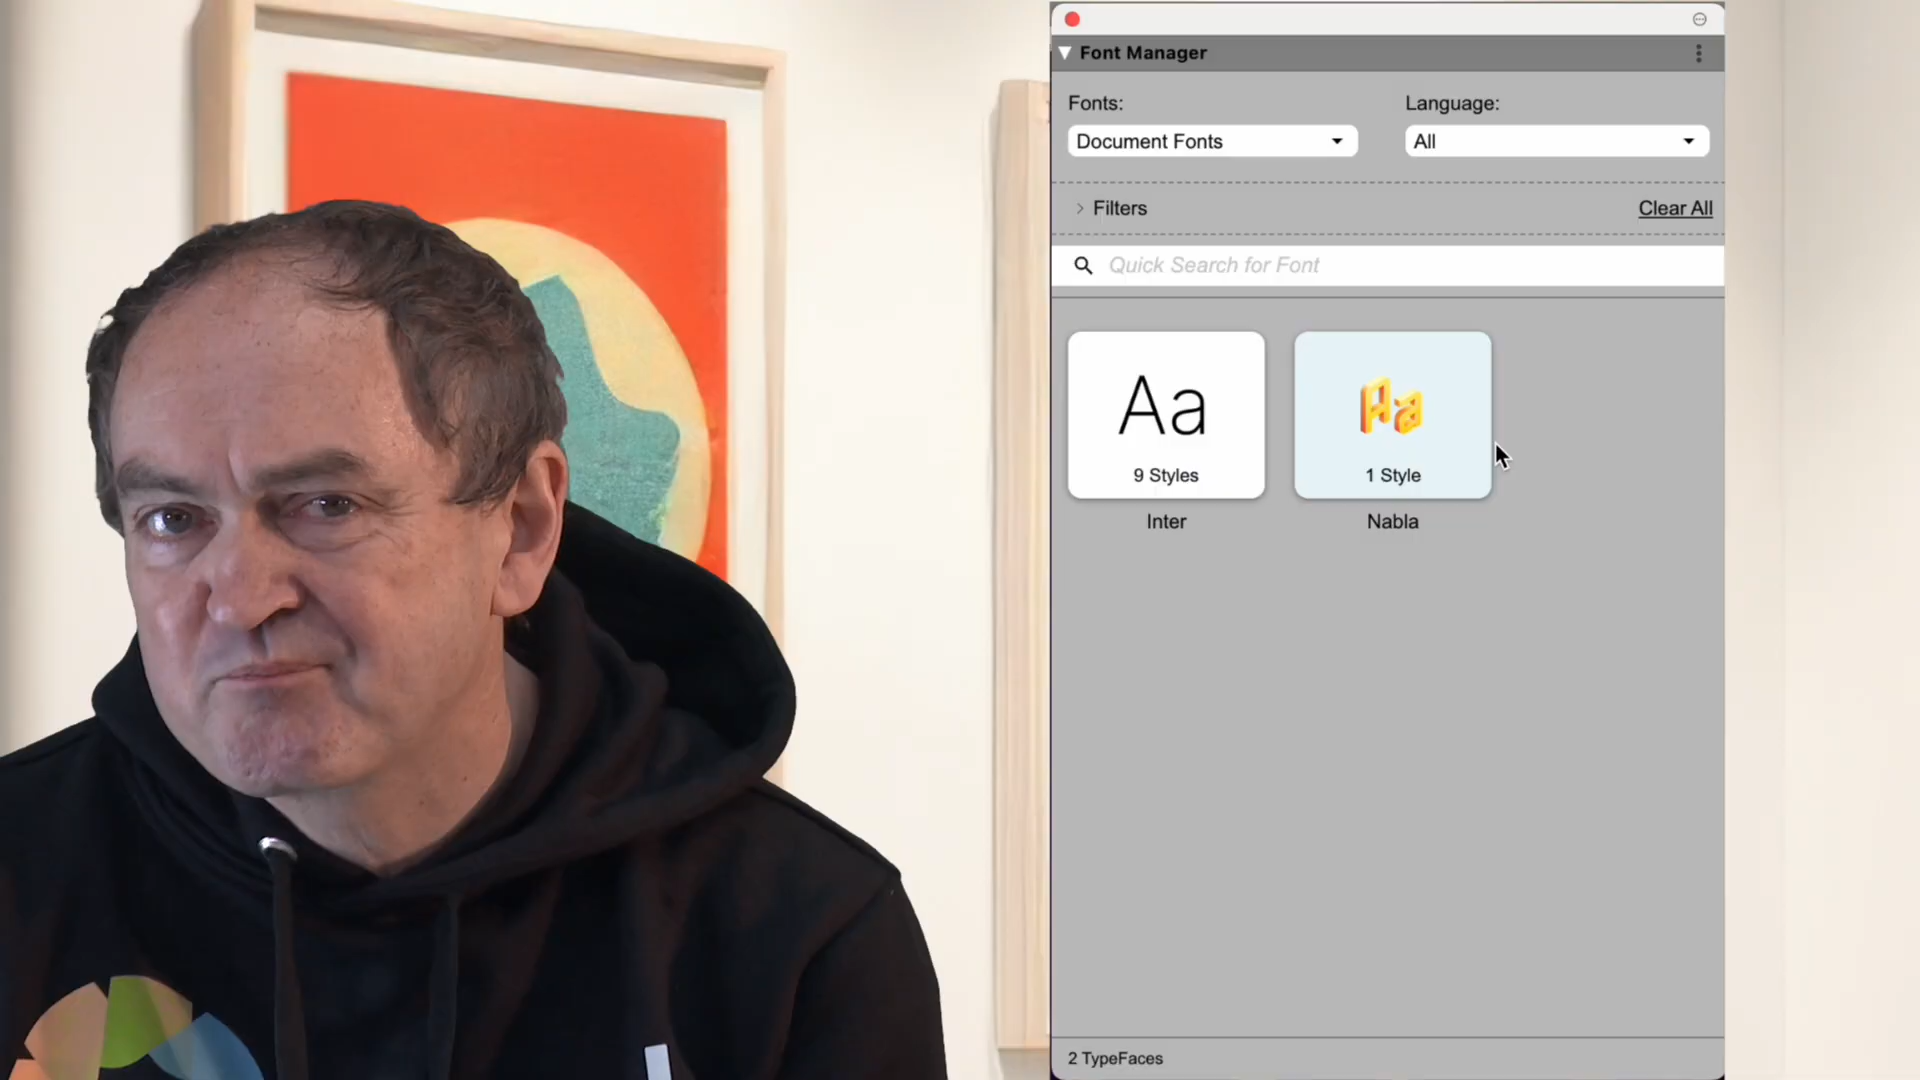 Font Manager
Fonts:
Language:
Document Fonts
All
Filters
Clear All
Quick Search for Font
Aa
Aa
9 Styles
1 Style
Inter
Nabla
2 TypeFaces